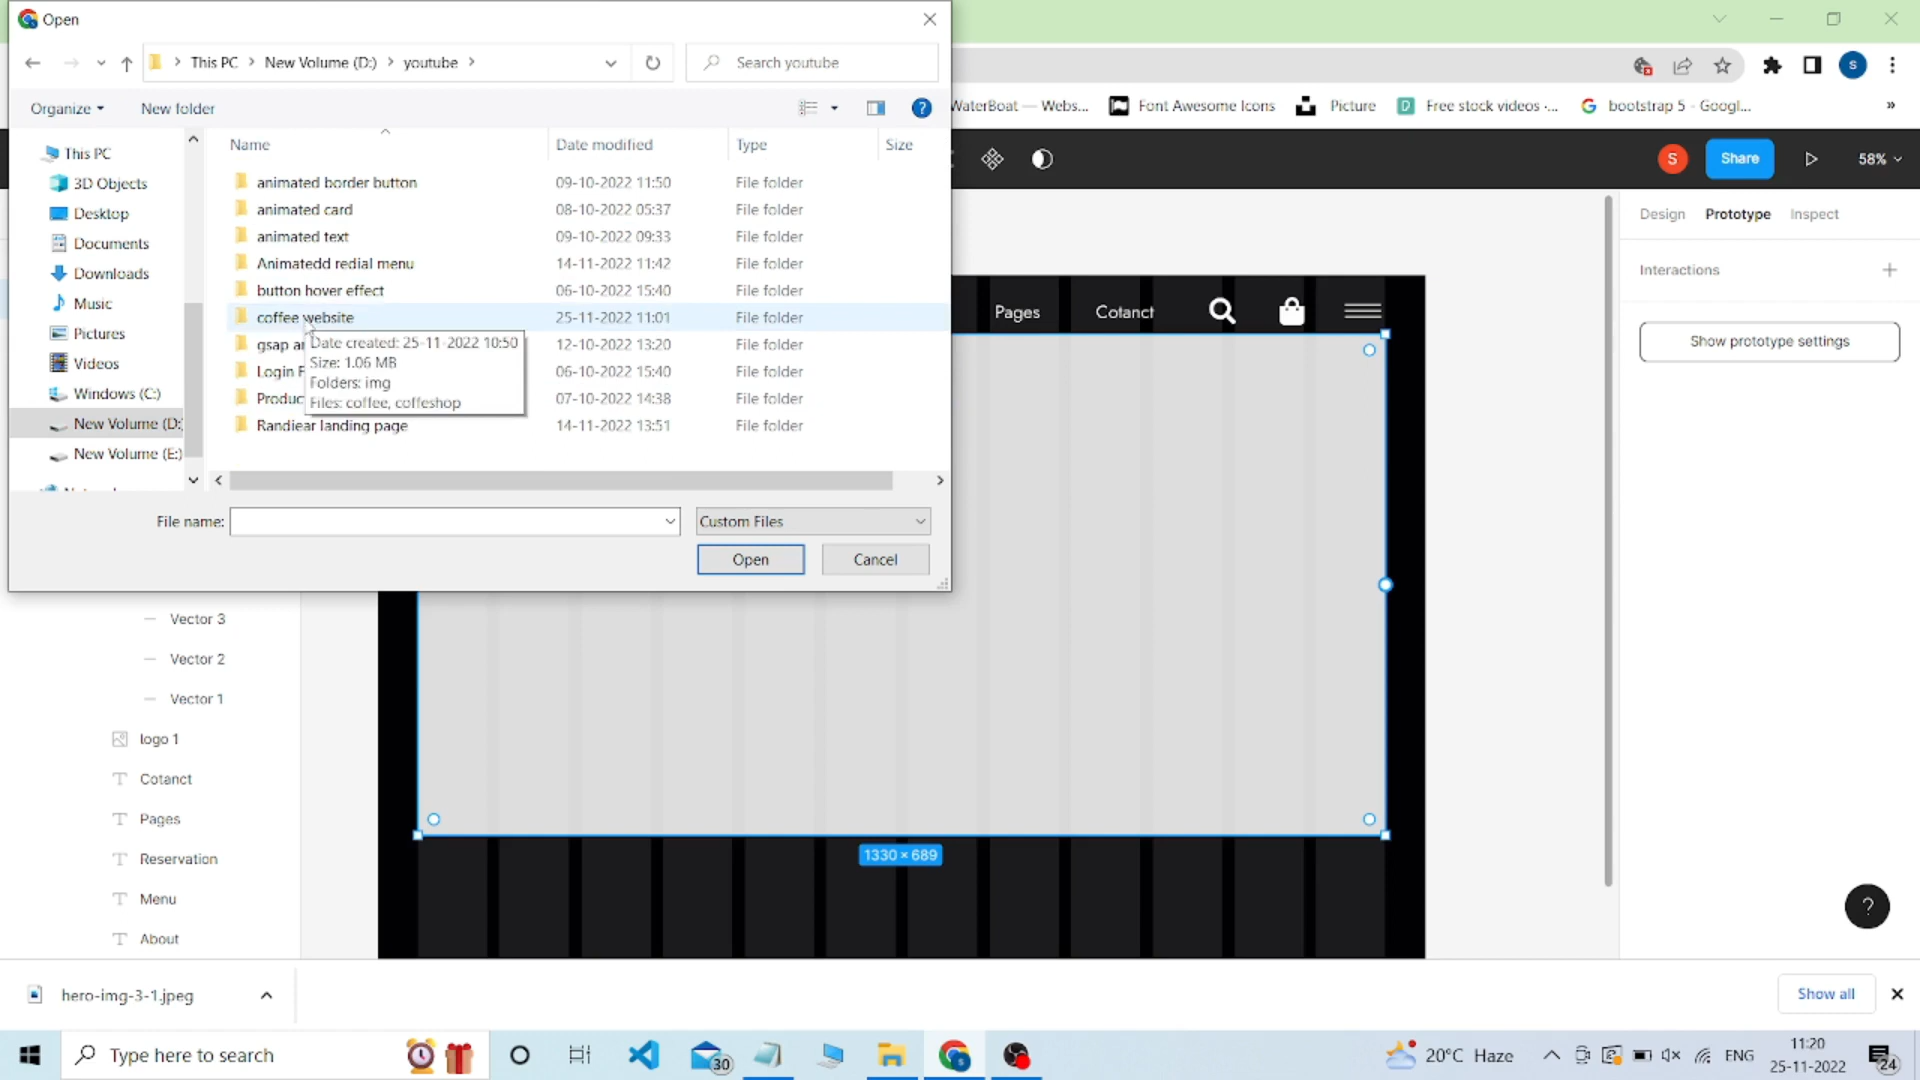 Open
This PC
New Volume (D:)
youtube
Search youtube
Organize
New folder
WaterBoat — Webs...
Font Awesome Icons
Picture
Free stock videos -...
bootstrap 5 - Googl...
»
Name
Date modified
Type
Size
This PC
3D Objects
Desktop
Documents
Downloads
Music
Pictures
Videos
Windows (C:)
New Volume (D:
New Volume (E:)
animated border button 09-10-2022 11:50 File folder
animated card 08-10-2022 05:37 File folder
animated text 09-10-2022 09:33 File folder
Animatedd redial menu 14-11-2022 11:42 File folder
button hover effect 06-10-2022 15:40 File folder
coffee website 25-11-2022 11:01 File folder
gsap an 12-10-2022 13:20 File folder
Login F 06-10-2022 15:40 File folder
Produc 07-10-2022 14:38 File folder
Randiear landing page 14-11-2022 13:51 File folder
Date created: 25-11-2022 10:50
Size: 1.06 MB
Folders: img
Files: coffee, coffeshop
File name:
Custom Files
Open
Cancel
S
Share
58%
Design
Prototype
Inspect
Interactions
Show prototype settings
Pages
Cotanct
1330 × 689
Vector 3
Vector 2
Vector 1
logo 1
Cotanct
Pages
Reservation
Menu
About
?
hero-img-3-1.jpeg
Show all
Type here to search
30
20°C Haze
ENG
11:20
25-11-2022
24